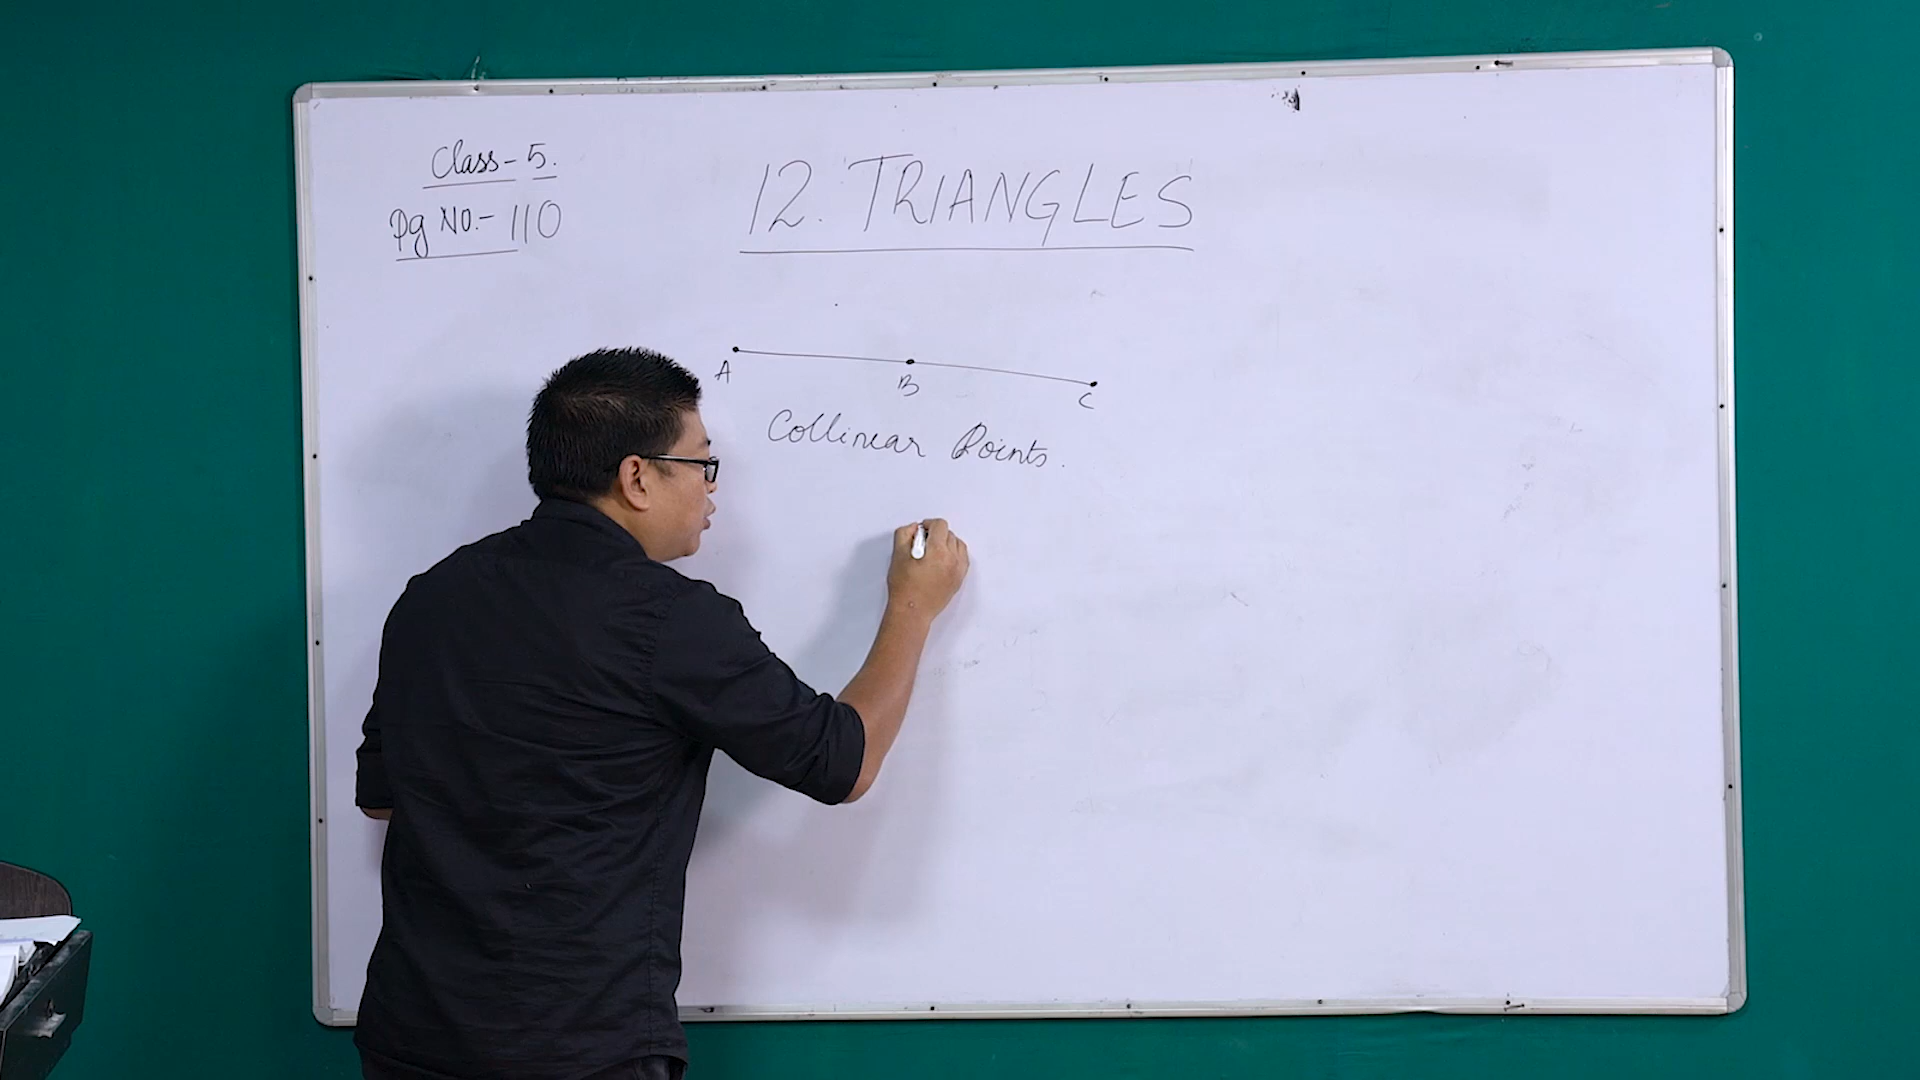 Class-5.
Pg No.- 110
12. TRIANGLES
A
B
C
Collinear Points.